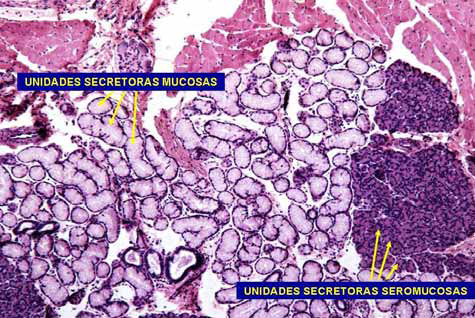 UNIDADES SECRETORAS MUCOSAS
UNIDADES SECRETORAS SEROMUCOSAS